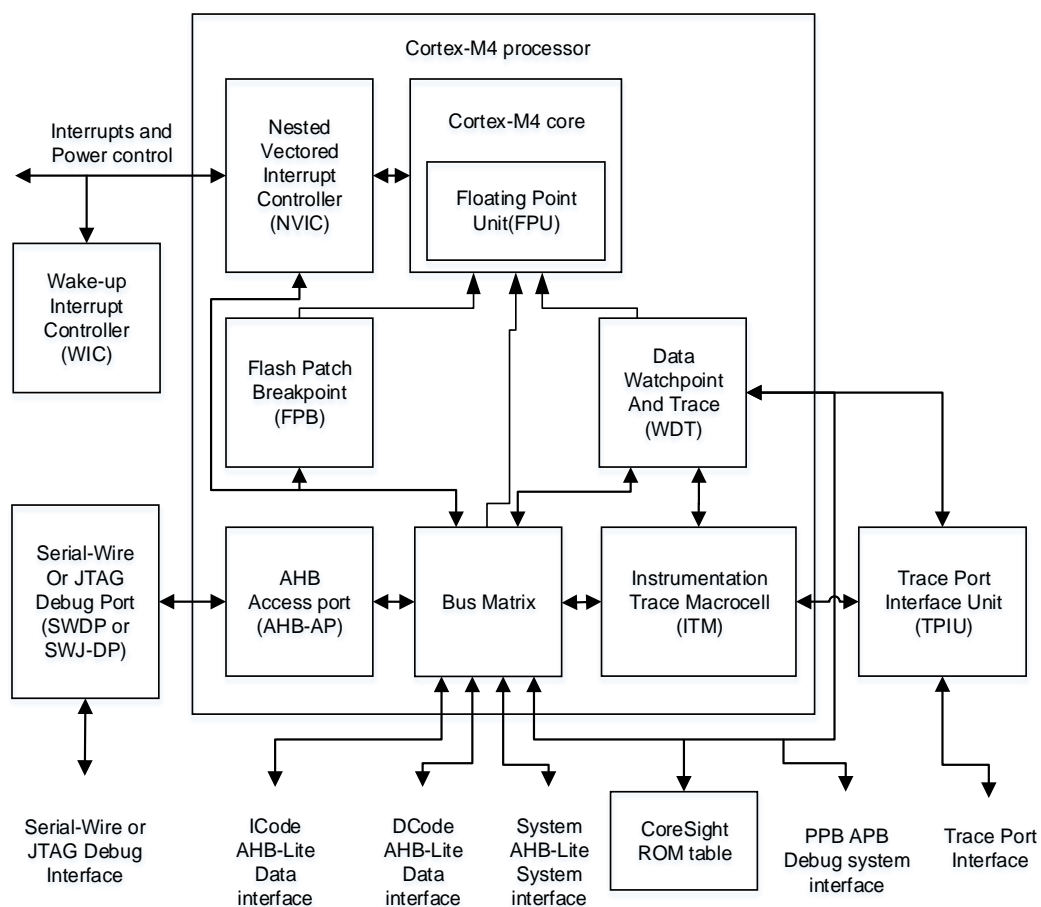 Cortex-M4 processor
Interrupts and
Power control
Nested
Vectored
Interrupt
Controller
(NVIC)
Cortex-M4 core
Floating Point
Unit(FPU)
Wake-up
Interrupt
Controller
(WIC)
Flash Patch
Breakpoint
(FPB)
Data
Watchpoint
And Trace
(WDT)
Serial-Wire
Or JTAG
Debug Port
(SWDP or
SWJ-DP)
AHB
Access port
(AHB-AP)
Bus Matrix
Instrumentation
Trace Macrocell
(ITM)
Trace Port
Interface Unit
(TPIU)
Serial-Wire or
JTAG Debug
Interface
ICode
AHB-Lite
Data
interface
DCode
AHB-Lite
Data
interface
System
AHB-Lite
System
interface
CoreSight
ROM table
PPB APB
Debug system
interface
Trace Port
Interface